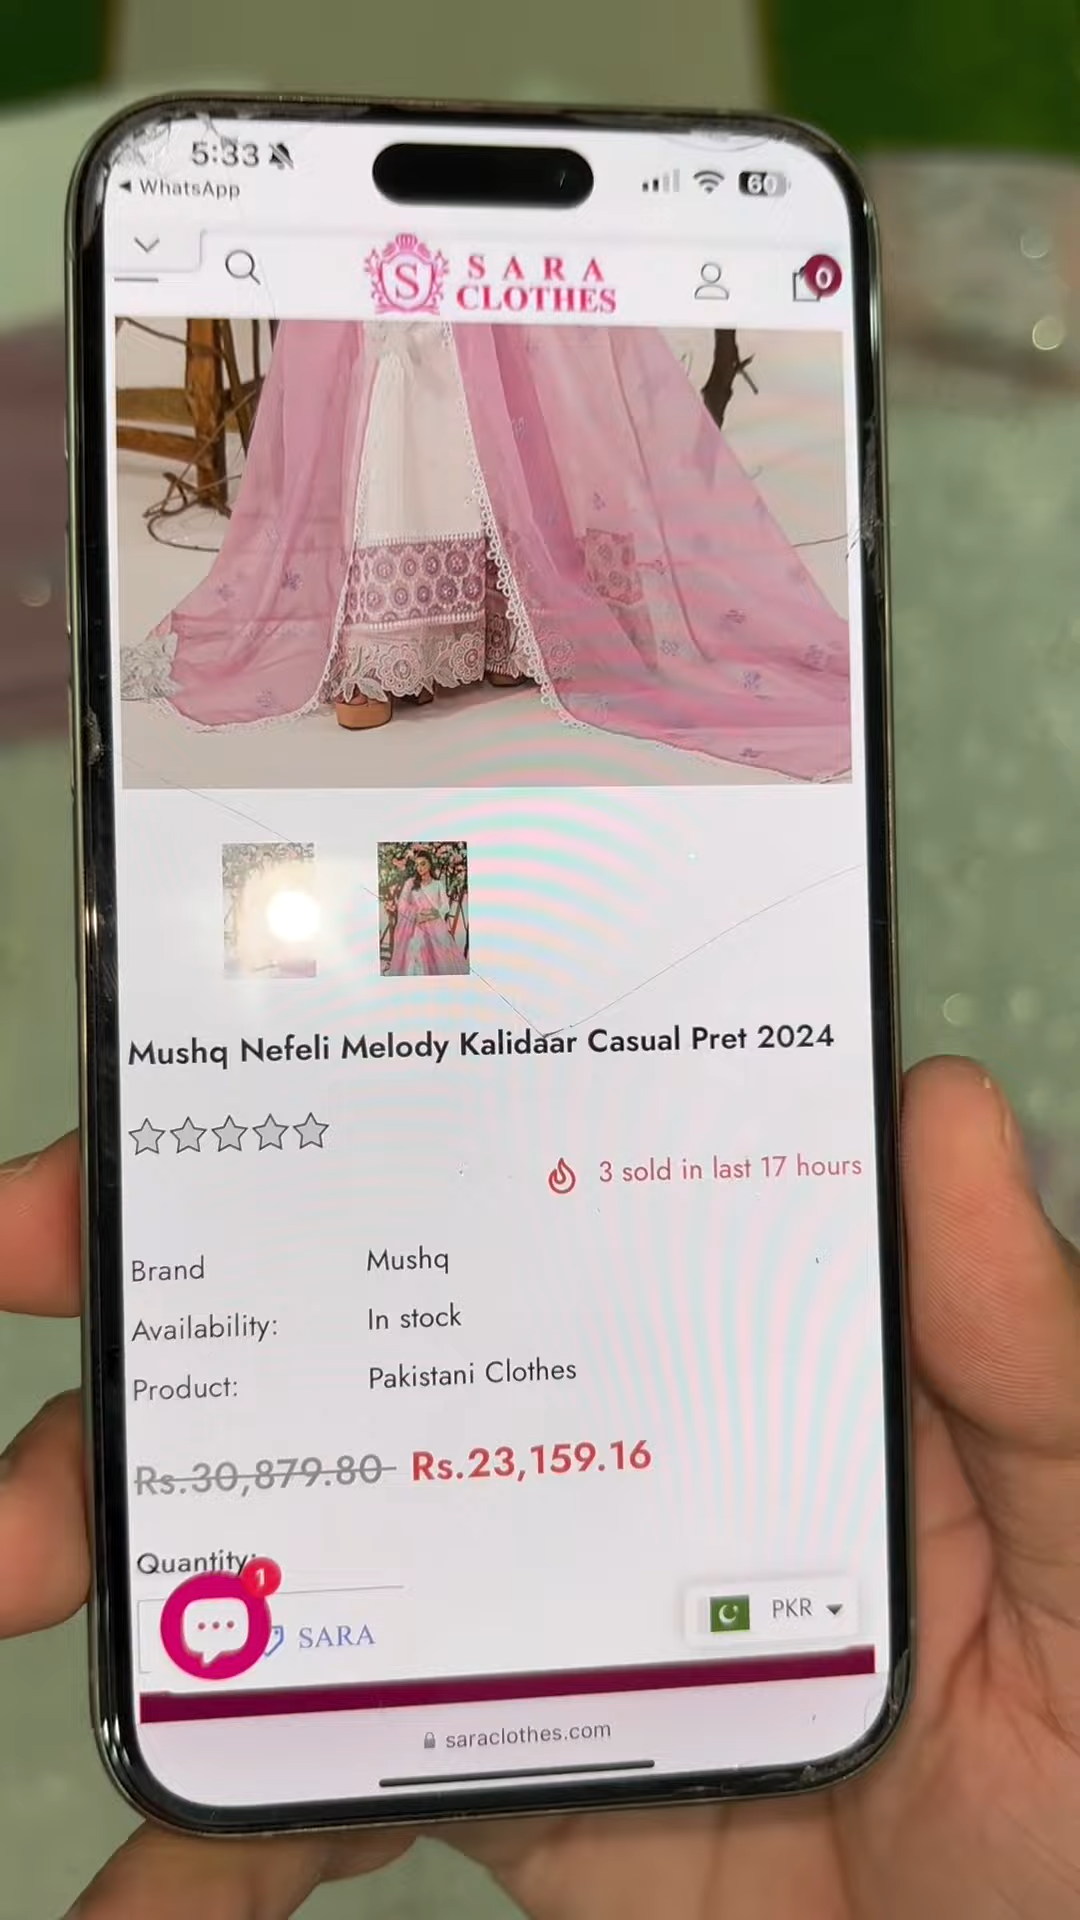 5:33
60
WhatsApp
S
SARA
CLOTHES
0
Mushq Nefeli Melody Kalidaar Casual Pret 2024
3 sold in last 17 hours
Brand Mushq
Availability: In stock
Product: Pakistani Clothes
Rs.30,879.80 Rs.23,159.16
Quantity:
1
SARA
PKR
saraclothes.com